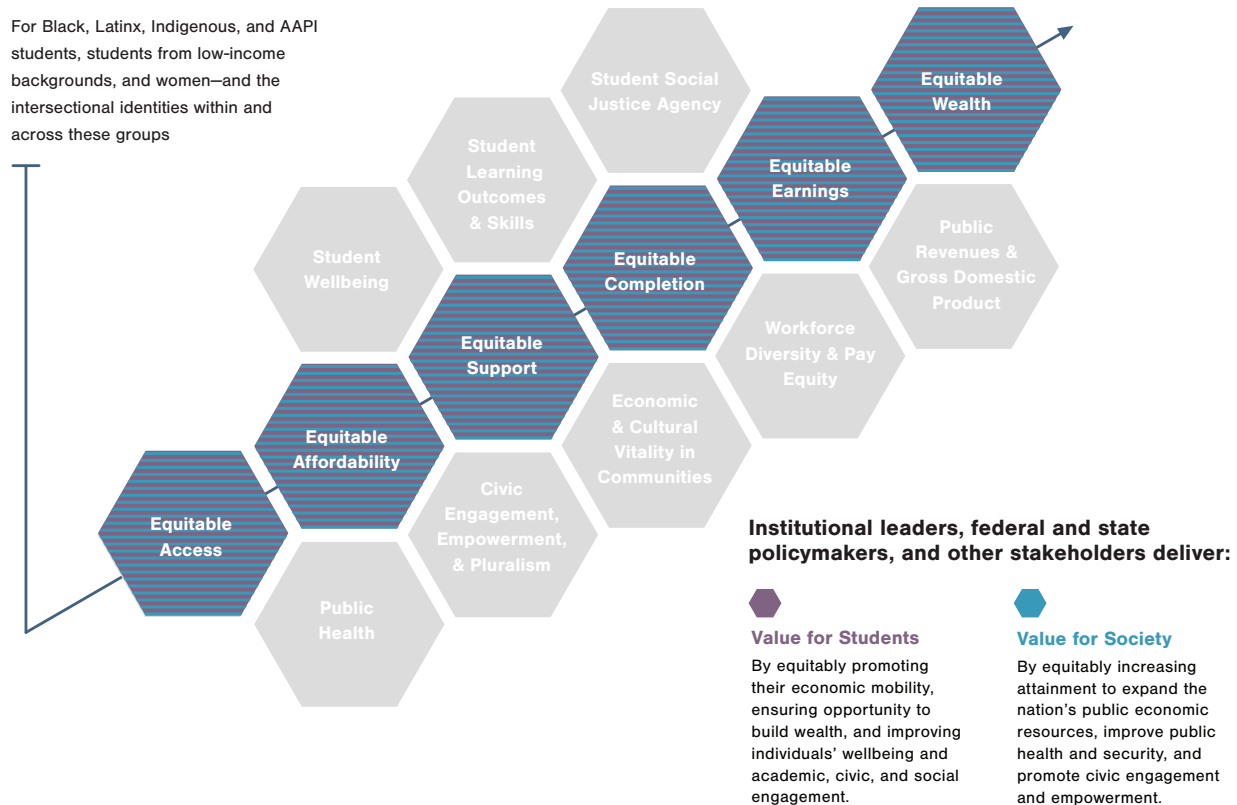 For Black, Latinx, Indigenous, and AAPI
students, students from low-income
backgrounds, and women—and the
intersectional identities within and
across these groups
Student Social
Justice Agency
Equitable
Wealth
Student
Learning
Outcomes
& Skills
Equitable
Earnings
Student
Wellbeing
Equitable
Completion
Public
Revenues &
Gross Domestic
Product
Equitable
Support
Workforce
Diversity & Pay
Equity
Equitable
Affordability
Economic
& Cultural
Vitality in
Communities
Equitable
Access
Civic
Engagement,
Empowerment,
& Pluralism
Public
Health
Institutional leaders, federal and state
policymakers, and other stakeholders deliver:
Value for Students
By equitably promoting
their economic mobility,
ensuring opportunity to
build wealth, and improving
individuals’ wellbeing and
academic, civic, and social
engagement.
Value for Society
By equitably increasing
attainment to expand the
nation’s public economic
resources, improve public
health and security, and
promote civic engagement
and empowerment.